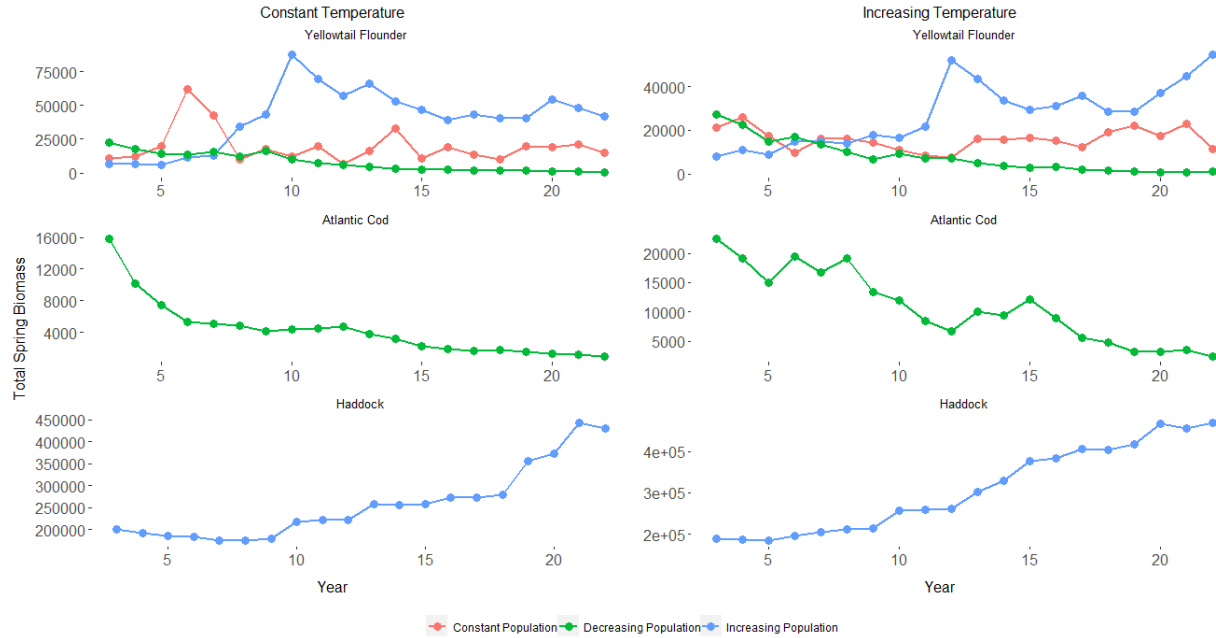 Constant Temperature
Increasing Temperature
Yellowtail Flounder
Yellowtail Flounder
75000
50000
25000
0
5 10 15 20
40000
20000
0
5 10 15 20
Atlantic Cod
Atlantic Cod
16000
12000
8000
4000
5 10 15 20
20000
15000
10000
5000
5 10 15 20
Total Spring Biomass
Haddock
Haddock
450000
400000
350000
300000
250000
200000
5 10 15 20
4e+05
3e+05
2e+05
5 10 15 20
Year
Year
Constant Population Decreasing Population Increasing Population